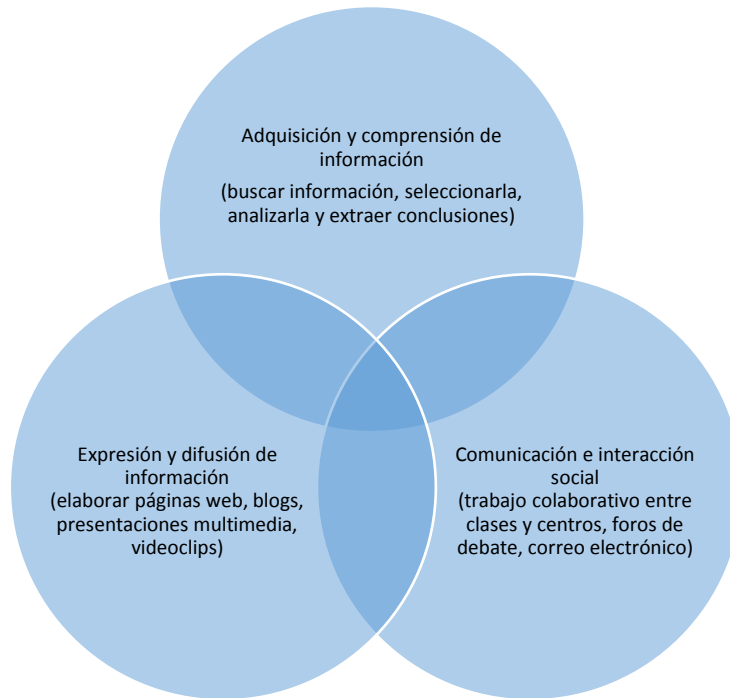 Adquisición y comprensión de
información
(buscar información, seleccionarla,
analizarla y extraer conclusiones)
Expresión y difusión de
información
(elaborar páginas web, blogs,
presentaciones multimedia,
videoclips)
Comunicación e interacción
social
(trabajo colaborativo entre
clases y centros, foros de
debate, correo electrónico)